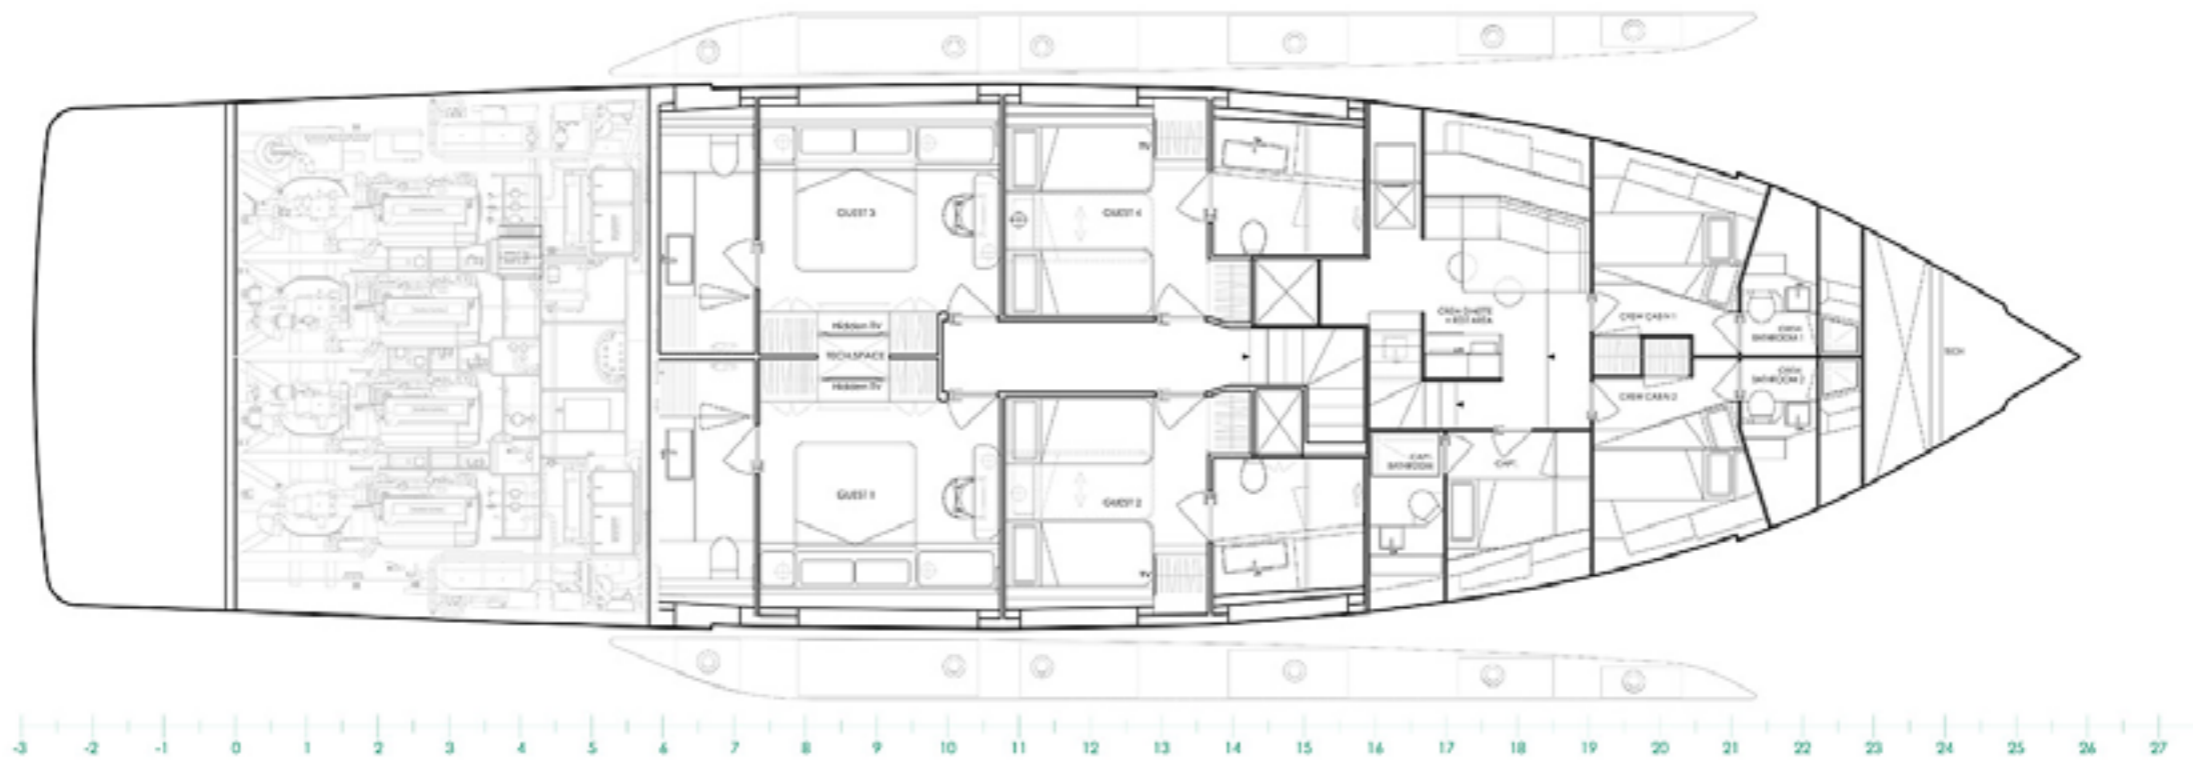 GUEST 3
GUEST 4
Hidden TV
TECH.SPACE
Hidden TV
GUEST 1
GUEST 2
TV
TV
CREW CABIN 1
CREW
BATHROOM 1
CREW
BATHROOM 2
CREW CABIN 2
CAPT.
BATHROOM
CAPT.
TECH
-3 -2 -1 0 1 2 3 4 5 6 7 8 9 10 11 12 13 14 15 16 17 18 19 20 21 22 23 24 25 26 27